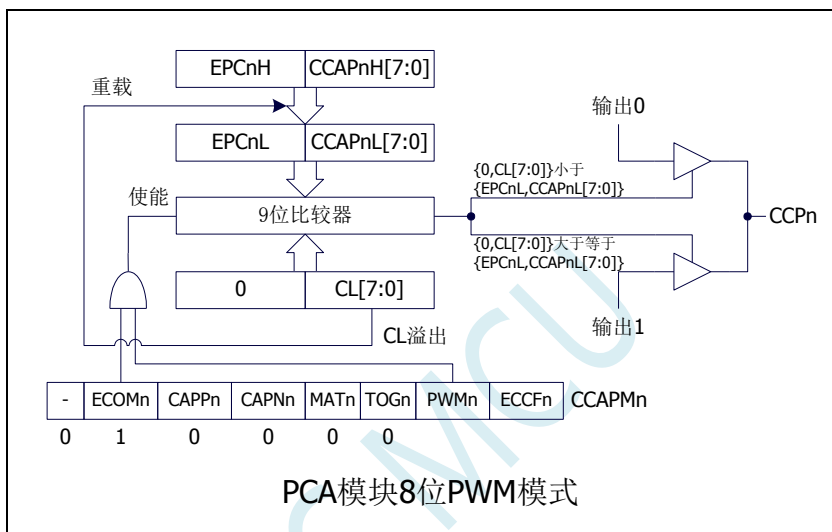 EPCnH CCAPnH[7:0]
重载
EPCnL CCAPnL[7:0]
输出0
{0,CL[7:0]}小于
{EPCnL,CCAPnL[7:0]}
使能
9位比较器
CCPn
{0,CL[7:0]}大于等于
{EPCnL,CCAPnL[7:0]}
0 CL[7:0]
输出1
CL溢出
- ECOMn CAPPn CAPNn MATn TOGn PWMn ECCFn CCAPMn
0 1 0 0 0 0
PCA模块8位PWM模式
MCU